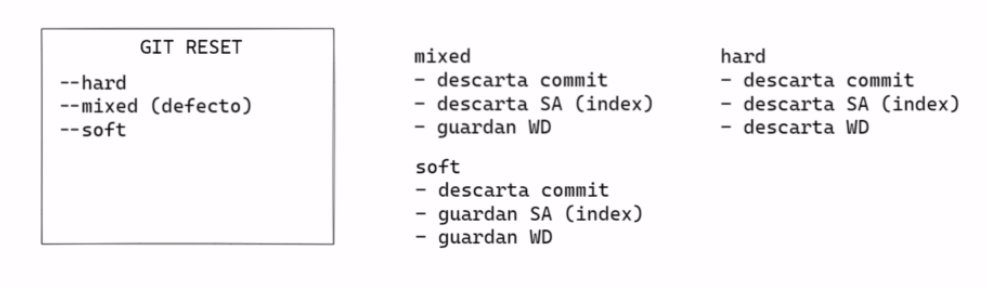 GIT RESET
--hard
--mixed (defecto)
--soft
mixed
- descarta commit
- descarta SA (index)
- guardan WD
soft
- descarta commit
- guardan SA (index)
- guardan WD
hard
- descarta commit
- descarta SA (index)
- descarta WD